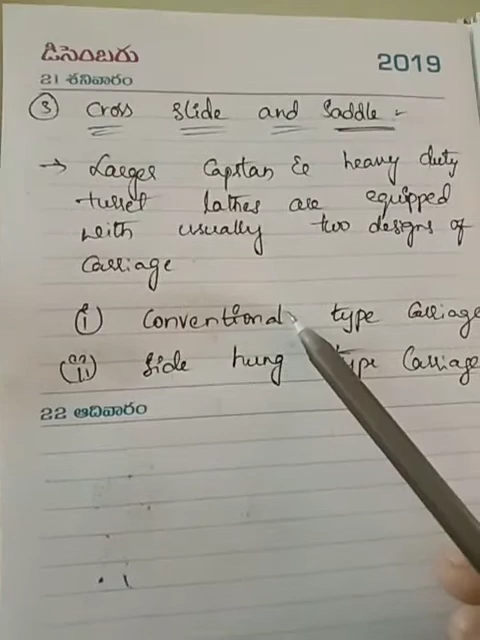 డిసెంబరు 2019
21 శనివారం
③ Cross slide and Saddle :-
→ Larger Capstan & heavy duty
turret lathes are equipped
with usually two designs of
Carriage
(i) Conventional type Carriage
(ii) Side hung type Carriage
22 ఆదివారం